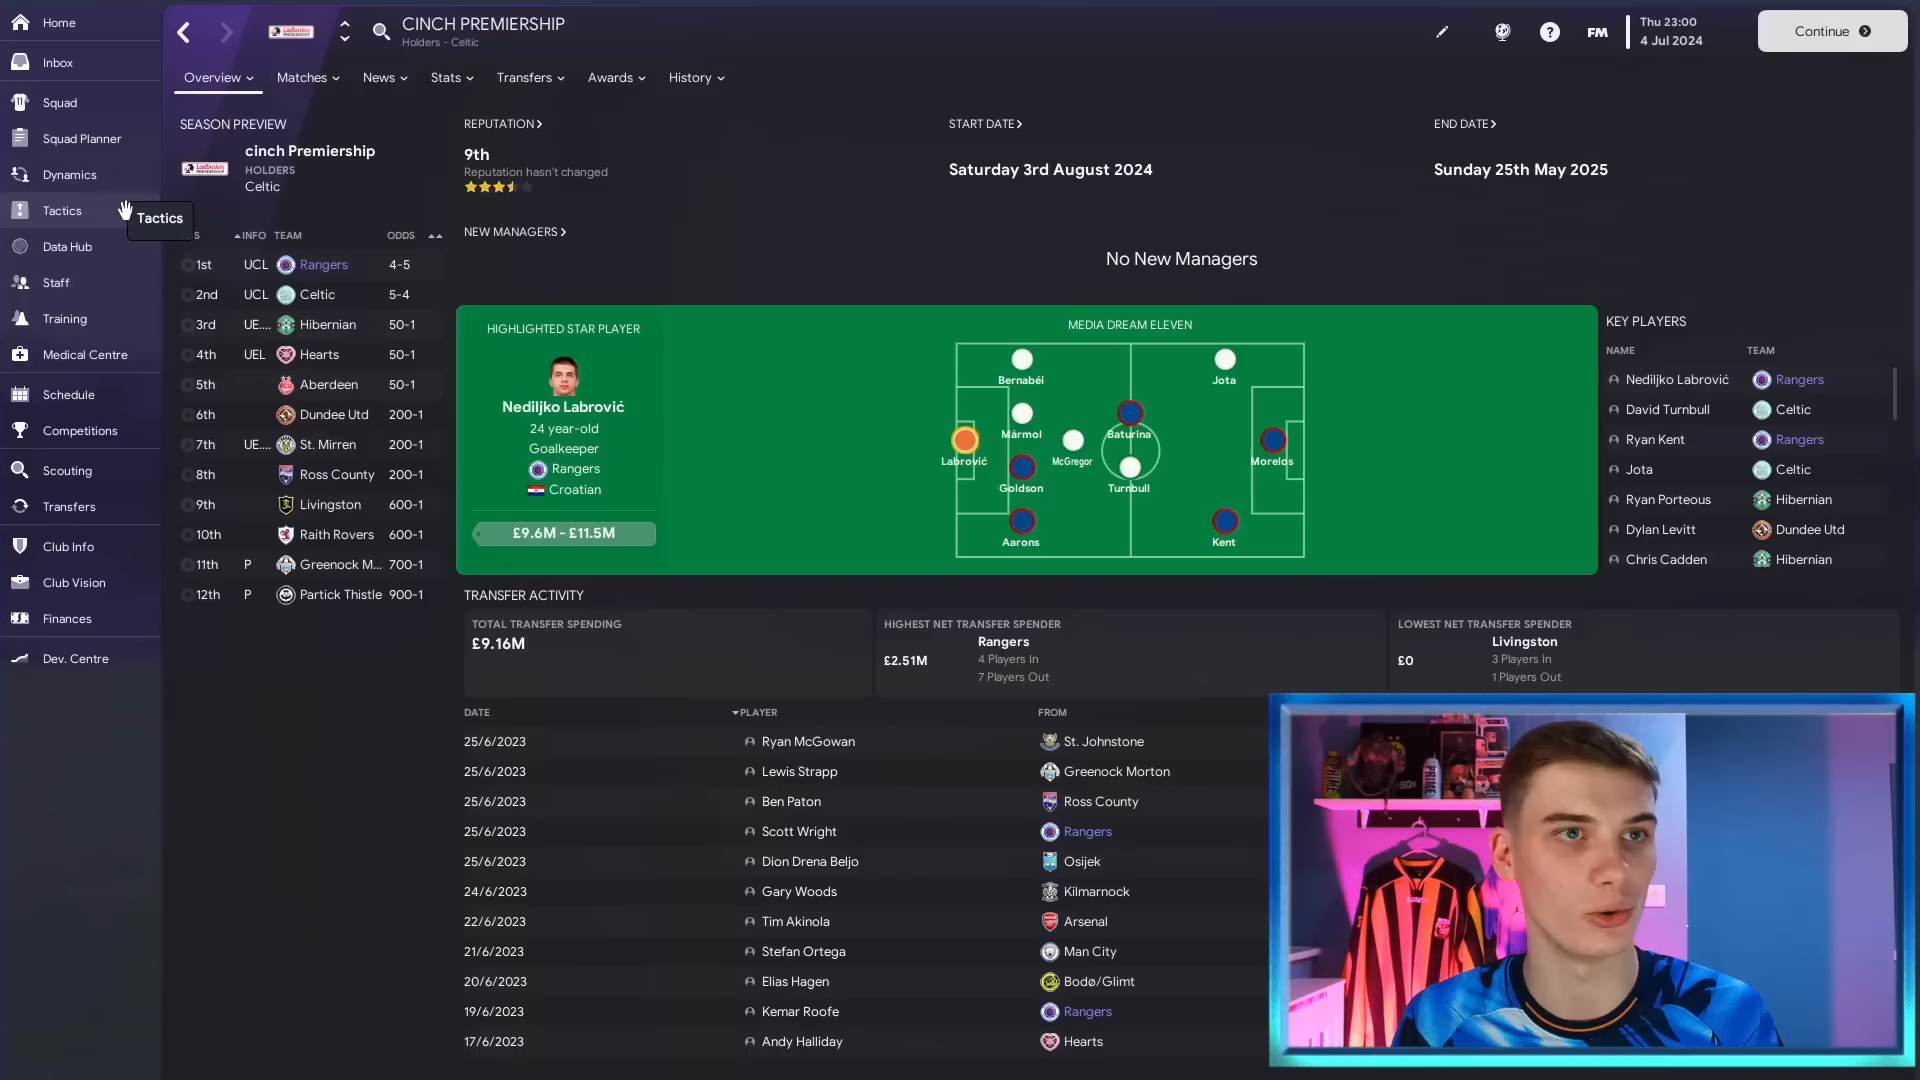 Home
Inbox
Squad
Squad Planner
Dynamics
Tactics
Data Hub
Staff
Training
Medical Centre
Schedule
Competitions
Scouting
Transfers
Club Info
Club Vision
Finances
Dev. Centre
Tactics
CINCH PREMIERSHIP
Holders - Celtic
FM
Thu 23:00
4 Jul 2024
Continue
Overview Matches News Stats Transfers Awards History
SEASON PREVIEW
cinch Premiership
HOLDERS
Celtic
REPUTATION
9th
Reputation hasn't changed
START DATE
Saturday 3rd August 2024
END DATE
Sunday 25th May 2025
NEW MANAGERS
No New Managers
S INFO TEAM ODDS
1st UCL Rangers 4-5
2nd UCL Celtic 5-4
3rd UE.... Hibernian 50-1
4th UEL Hearts 50-1
5th Aberdeen 50-1
6th Dundee Utd 200-1
7th UE.... St. Mirren 200-1
8th Ross County 200-1
9th Livingston 600-1
10th Raith Rovers 600-1
11th P Greenock M... 700-1
12th P Partick Thistle 900-1
HIGHLIGHTED STAR PLAYER
Nediljko Labrović
24 year-old
Goalkeeper
Rangers
Croatian
£9.6M - £11.5M
MEDIA DREAM ELEVEN
Bernabéi
Jota
Mármol
Baturina
Labrović
McGregor
Morelos
Goldson
Turnbull
Aarons
Kent
KEY PLAYERS
NAME TEAM
Nediljko Labrović Rangers
David Turnbull Celtic
Ryan Kent Rangers
Jota Celtic
Ryan Porteous Hibernian
Dylan Levitt Dundee Utd
Chris Cadden Hibernian
TRANSFER ACTIVITY
TOTAL TRANSFER SPENDING
£9.16M
HIGHEST NET TRANSFER SPENDER
Rangers
£2.51M
4 Players In
7 Players Out
LOWEST NET TRANSFER SPENDER
Livingston
£0
3 Players In
1 Players Out
DATE PLAYER FROM
25/6/2023 Ryan McGowan St. Johnstone
25/6/2023 Lewis Strapp Greenock Morton
25/6/2023 Ben Paton Ross County
25/6/2023 Scott Wright Rangers
25/6/2023 Dion Drena Beljo Osijek
24/6/2023 Gary Woods Kilmarnock
22/6/2023 Tim Akinola Arsenal
21/6/2023 Stefan Ortega Man City
20/6/2023 Elias Hagen Bodø/Glimt
19/6/2023 Kemar Roofe Rangers
17/6/2023 Andy Halliday Hearts